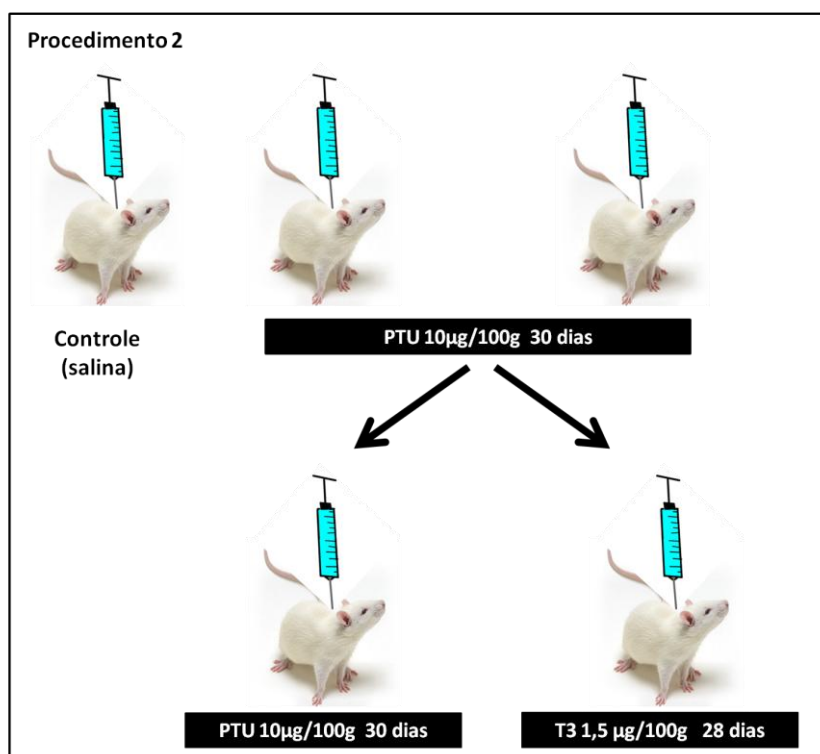 Procedimento 2
Controle
(salina)
PTU 10µg/100g 30 dias
PTU 10µg/100g 30 dias
T3 1,5 µg/100g 28 dias